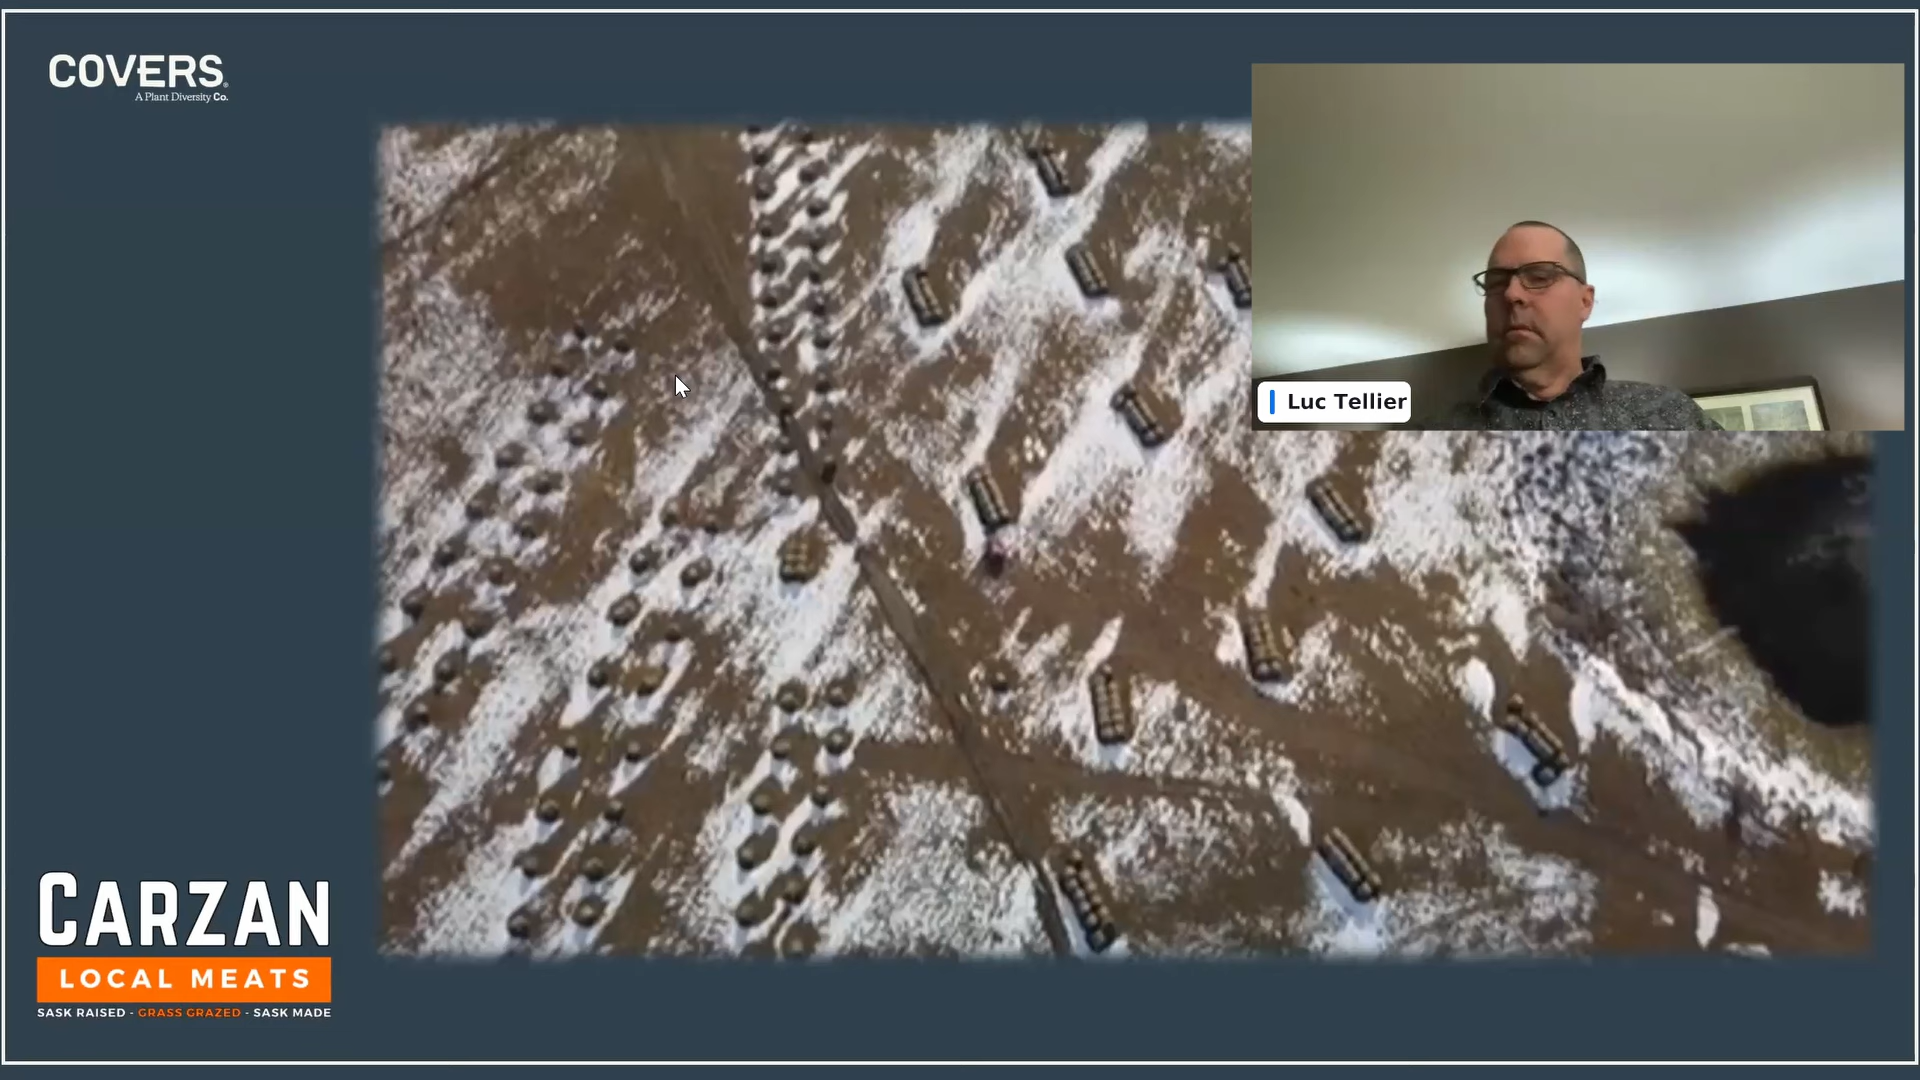 COVERS®
A Plant Diversity Co.
Luc Tellier
CARZAN
LOCAL MEATS
SASK RAISED - GRASS GRAZED - SASK MADE